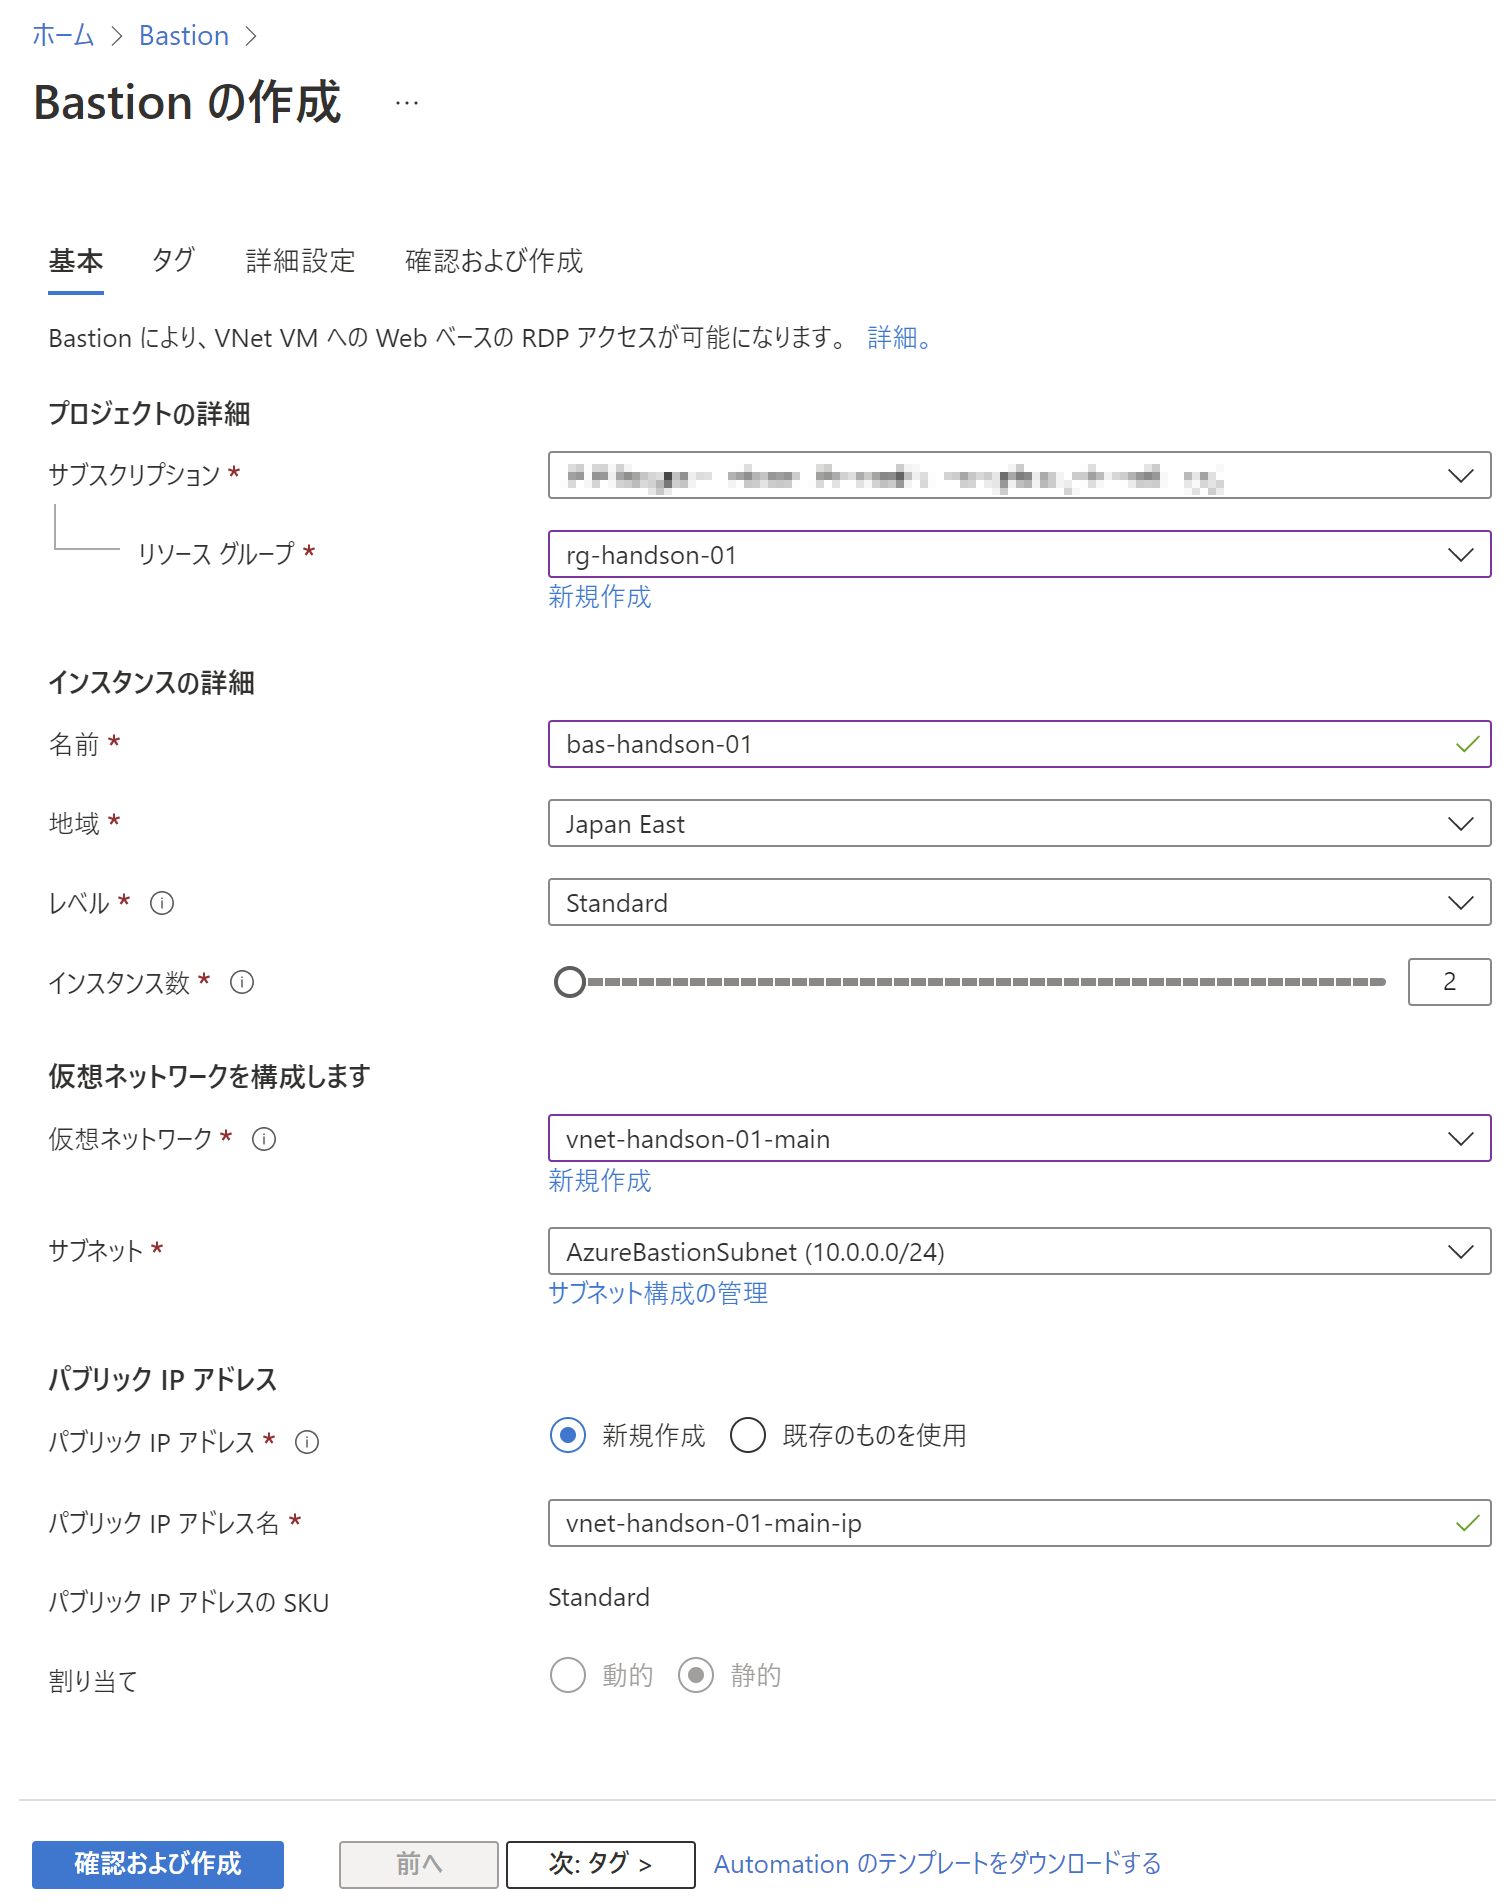 ホーム > Bastion >
Bastion の作成 ...
基本 タグ 詳細設定 確認および作成
Bastion により、VNet VM への Web ベースの RDP アクセスが可能になります。 詳細。
プロジェクトの詳細
サブスクリプション *
リソース グループ * rg-handson-01
新規作成
インスタンスの詳細
名前 * bas-handson-01
地域 * Japan East
レベル * Standard
インスタンス数 * 2
仮想ネットワークを構成します
仮想ネットワーク * vnet-handson-01-main
新規作成
サブネット * AzureBastionSubnet (10.0.0.0/24)
サブネット構成の管理
パブリック IP アドレス
パブリック IP アドレス * 新規作成 既存のものを使用
パブリック IP アドレス名 * vnet-handson-01-main-ip
パブリック IP アドレスの SKU Standard
割り当て 動的 静的
確認および作成 前へ 次: タグ > Automation のテンプレートをダウンロードする